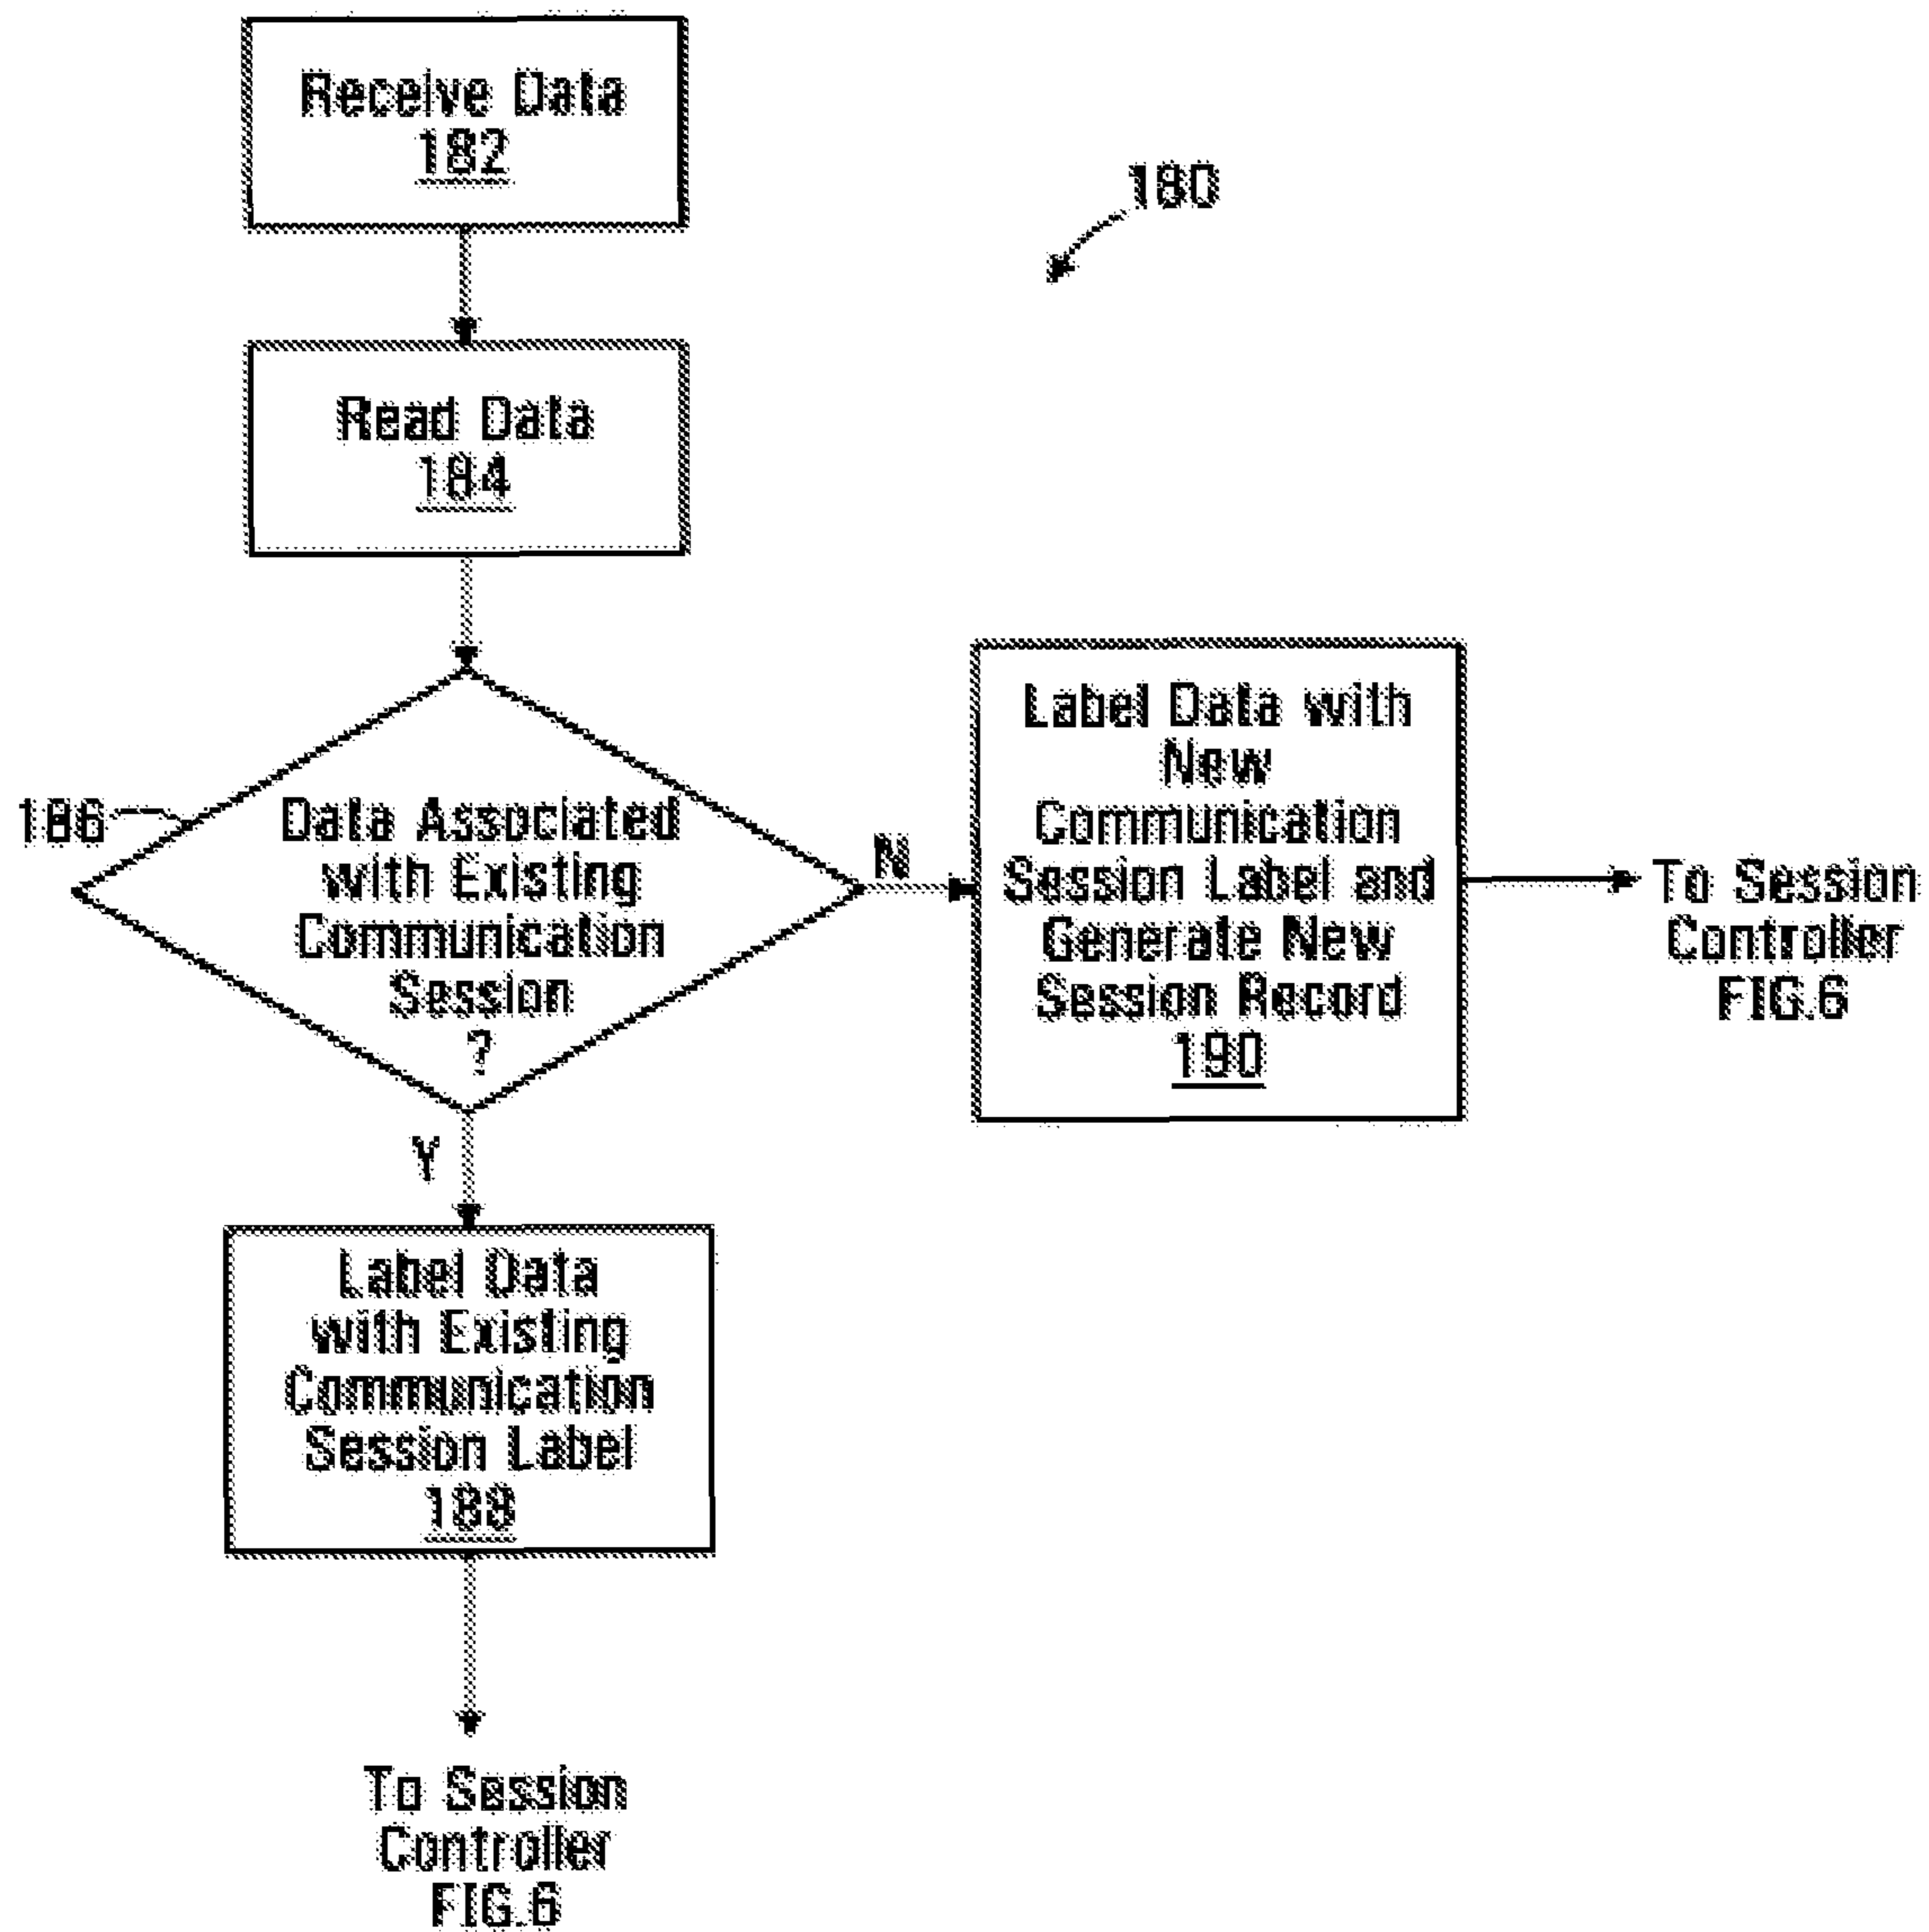 Receive Data
182
180
Read Data
184
186
Data Associated
with Existing
Communication
Session
?
N
Label Data with
New
Communication
Session Label and
Generate New
Session Record
190
To Session
Controller
FIG.6
Y
Label Data
with Existing
Communication
Session Label
188
To Session
Controller
FIG.6